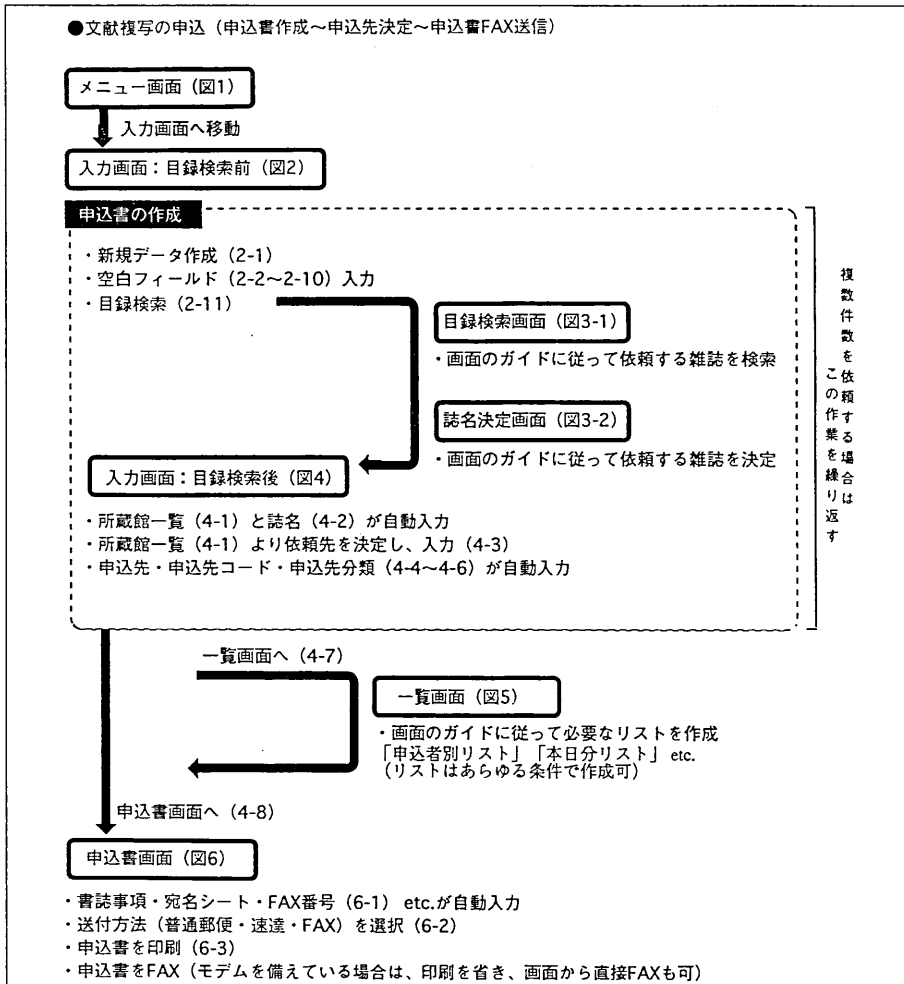 ●文献複写の申込（申込書作成～申込先決定～申込書FAX送信）
メニュー画面（図1）
入力画面へ移動
入力画面：目録検索前（図2）
申込書の作成
・新規データ作成（2-1）
・空白フィールド（2-2～2-10）入力
・目録検索（2-11）
目録検索画面（図3-1）
・画面のガイドに従って依頼する雑誌を検索
誌名決定画面（図3-2）
・画面のガイドに従って依頼する雑誌を決定
入力画面：目録検索後（図4）
・所蔵館一覧（4-1）と誌名（4-2）が自動入力
・所蔵館一覧（4-1）より依頼先を決定し、入力（4-3）
・申込先・申込先コード・申込先分類（4-4～4-6）が自動入力
複数件数を依頼する場合は
この作業を繰り返す
一覧画面へ（4-7）
一覧画面（図5）
・画面のガイドに従って必要なリストを作成
「申込者別リスト」「本日分リスト」etc.
（リストはあらゆる条件で作成可）
申込書画面へ（4-8）
申込書画面（図6）
・書誌事項・宛名シート・FAX番号（6-1）etc.が自動入力
・送付方法（普通郵便・速達・FAX）を選択（6-2）
・申込書を印刷（6-3）
・申込書をFAX（モデムを備えている場合は、印刷を省き、画面から直接FAXも可）